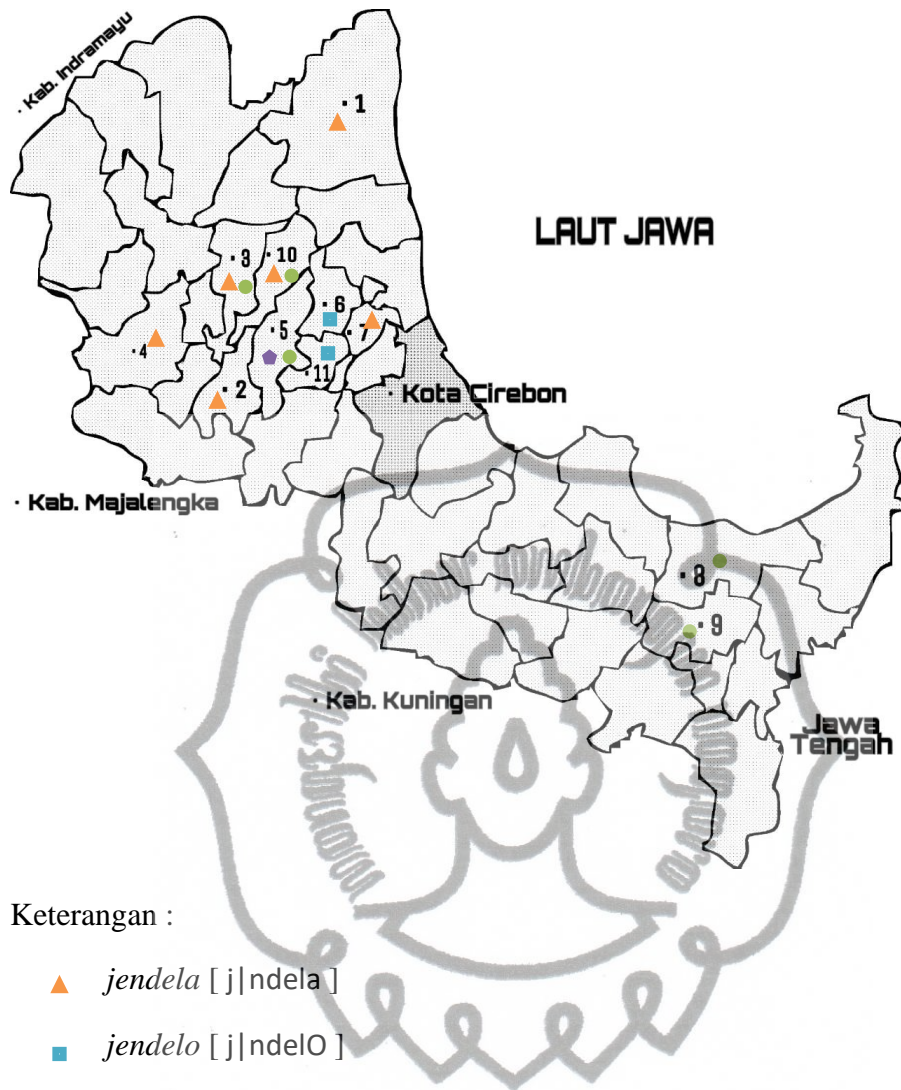 · Kab. Indramayu
· 1
LAUT JAWA
· 3
· 10
· 6
· 5
· 7
· 4
· 11
· 2
· Kota Cirebon
· Kab. Majalengka
· 8
· 9
· Kab. Kuningan
Jawa
Tengah
Keterangan :
jendela [ j|ndela ]
jendelo [ j|ndelO ]